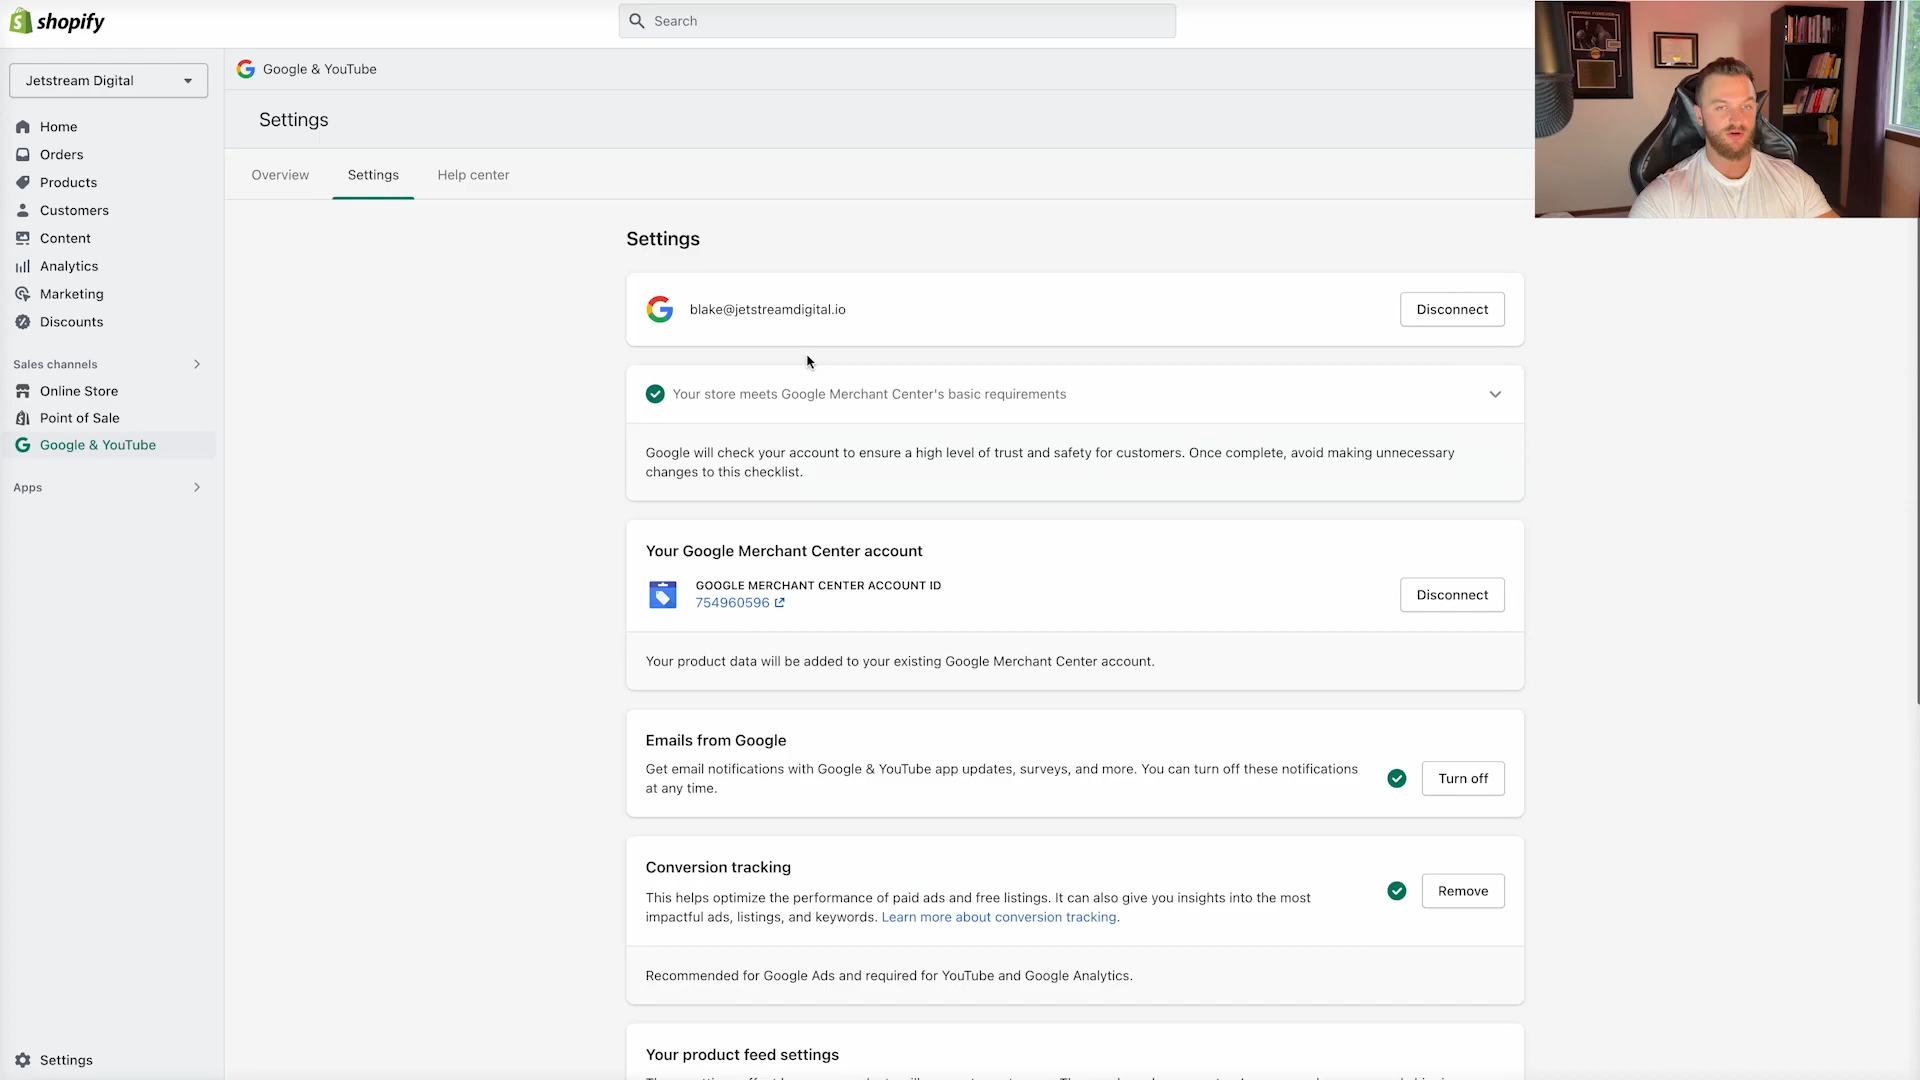 shopify
Search
Jetstream Digital
Google & YouTube
Settings
Home
Orders
Products
Customers
Content
Analytics
Marketing
Discounts
Sales channels
Online Store
Point of Sale
Google & YouTube
Apps
Settings
Overview
Settings
Help center
Settings
blake@jetstreamdigital.io
Disconnect
Your store meets Google Merchant Center's basic requirements
Google will check your account to ensure a high level of trust and safety for customers. Once complete, avoid making unnecessary
changes to this checklist.
Your Google Merchant Center account
GOOGLE MERCHANT CENTER ACCOUNT ID
754960596
Disconnect
Your product data will be added to your existing Google Merchant Center account.
Emails from Google
Get email notifications with Google & YouTube app updates, surveys, and more. You can turn off these notifications
at any time.
Turn off
Conversion tracking
This helps optimize the performance of paid ads and free listings. It can also give you insights into the most
impactful ads, listings, and keywords. Learn more about conversion tracking.
Remove
Recommended for Google Ads and required for YouTube and Google Analytics.
Your product feed settings